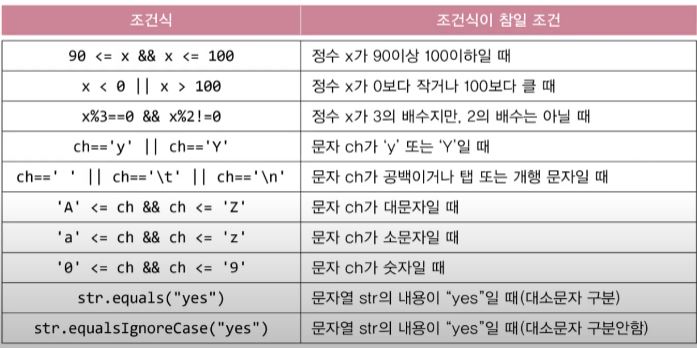 조건식 조건식이 참일 조건
90 <= x && x <= 100 정수 x가 90이상 100이하일 때
x < 0 || x > 100 정수 x가 0보다 작거나 100보다 클 때
x%3==0 && x%2!=0 정수 x가 3의 배수지만, 2의 배수는 아닐 때
ch=='y' || ch=='Y' 문자 ch가 ‘y’ 또는 ‘Y’일 때
ch==' ' || ch=='\t' || ch=='\n' 문자 ch가 공백이거나 탭 또는 개행 문자일 때
'A' <= ch && ch <= 'Z' 문자 ch가 대문자일 때
'a' <= ch && ch <= 'z' 문자 ch가 소문자일 때
'0' <= ch && ch <= '9' 문자 ch가 숫자일 때
str.equals("yes") 문자열 str의 내용이 “yes”일 때(대소문자 구분)
str.equalsIgnoreCase("yes") 문자열 str의 내용이 “yes”일 때(대소문자 구분안함)